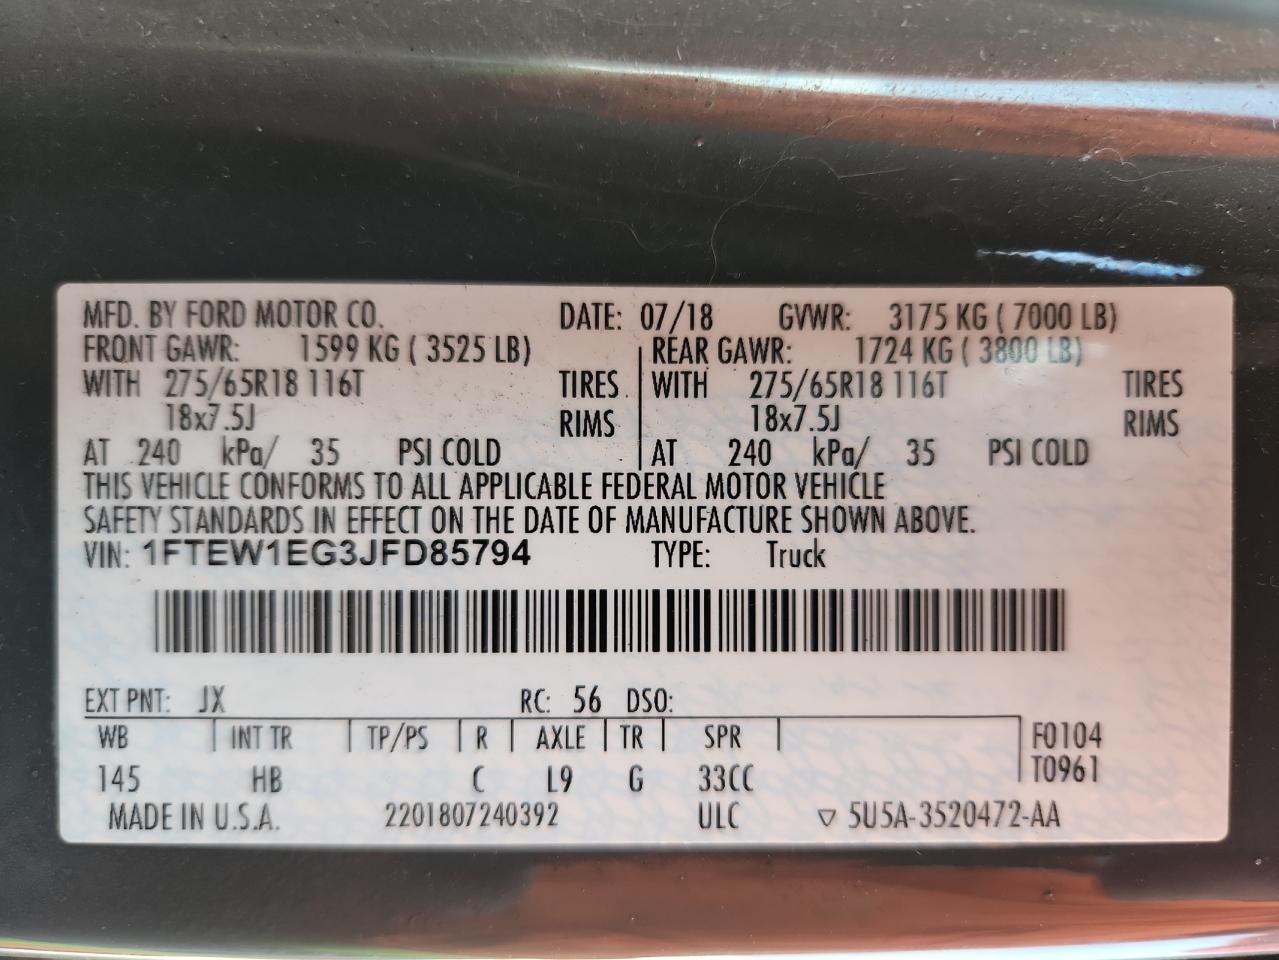 MFD. BY FORD MOTOR CO. DATE: 07/18 GVWR: 3175 KG ( 7000 LB)
FRONT GAWR: 1599 KG ( 3525 LB) REAR GAWR: 1724 KG ( 3800 LB)
WITH 275/65R18 116T TIRES WITH 275/65R18 116T TIRES
18x7.5J RIMS 18x7.5J RIMS
AT 240 kPa/ 35 PSI COLD AT 240 kPa/ 35 PSI COLD
THIS VEHICLE CONFORMS TO ALL APPLICABLE FEDERAL MOTOR VEHICLE
SAFETY STANDARDS IN EFFECT ON THE DATE OF MANUFACTURE SHOWN ABOVE.
VIN: 1FTEW1EG3JFD85794 TYPE: Truck
EXT PNT: JX RC: 56 DSO:
WB INT TR TP/PS R AXLE TR SPR F0104
145 HB C L9 G 33CC T0961
MADE IN U.S.A. 2201807240392 ULC ▽ 5U5A-3520472-AA